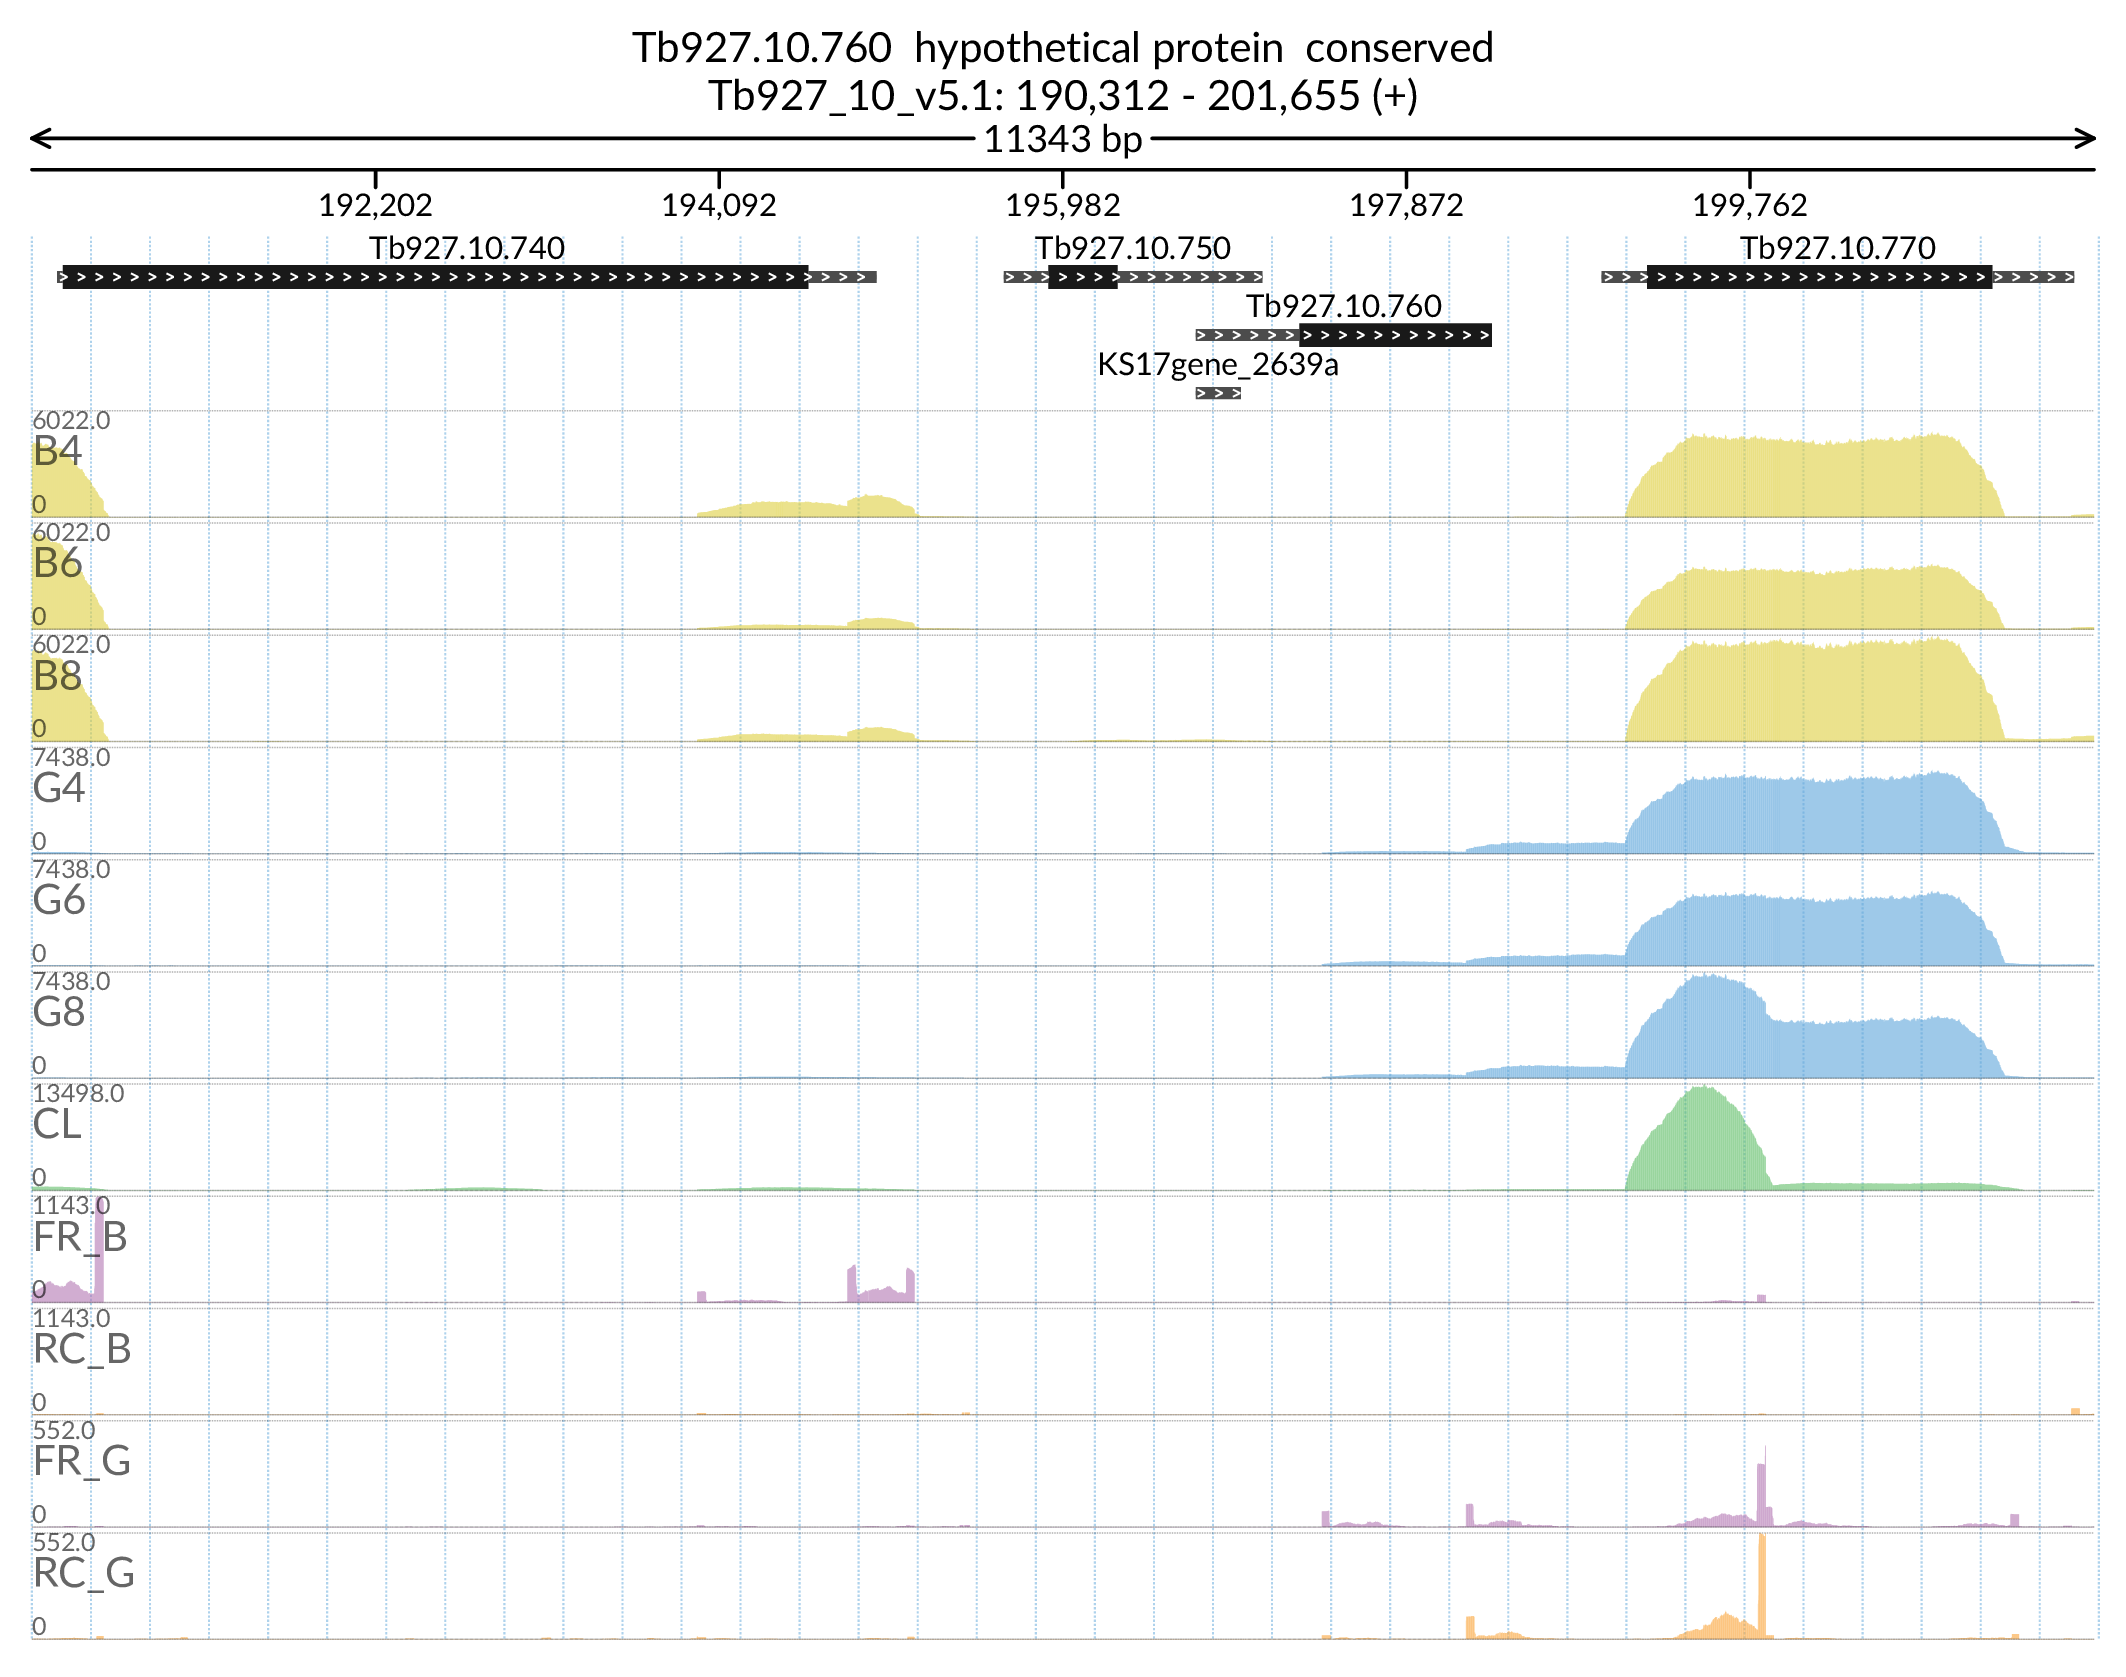 Tb927.10.760  hypothetical protein  conserved
Tb927_10_v5.1: 190,312 - 201,655 (+)
11343 bp
192,202 194,092 195,982 197,872 199,762
Tb927.10.740 Tb927.10.750 Tb927.10.770
Tb927.10.760
KS17gene_2639a
6022.0
B4
0
6022.0
B6
0
6022.0
B8
0
7438.0
G4
0
7438.0
G6
0
7438.0
G8
0
13498.0
CL
0
1143.0
FR_B
0
1143.0
RC_B
0
552.0
FR_G
0
552.0
RC_G
0